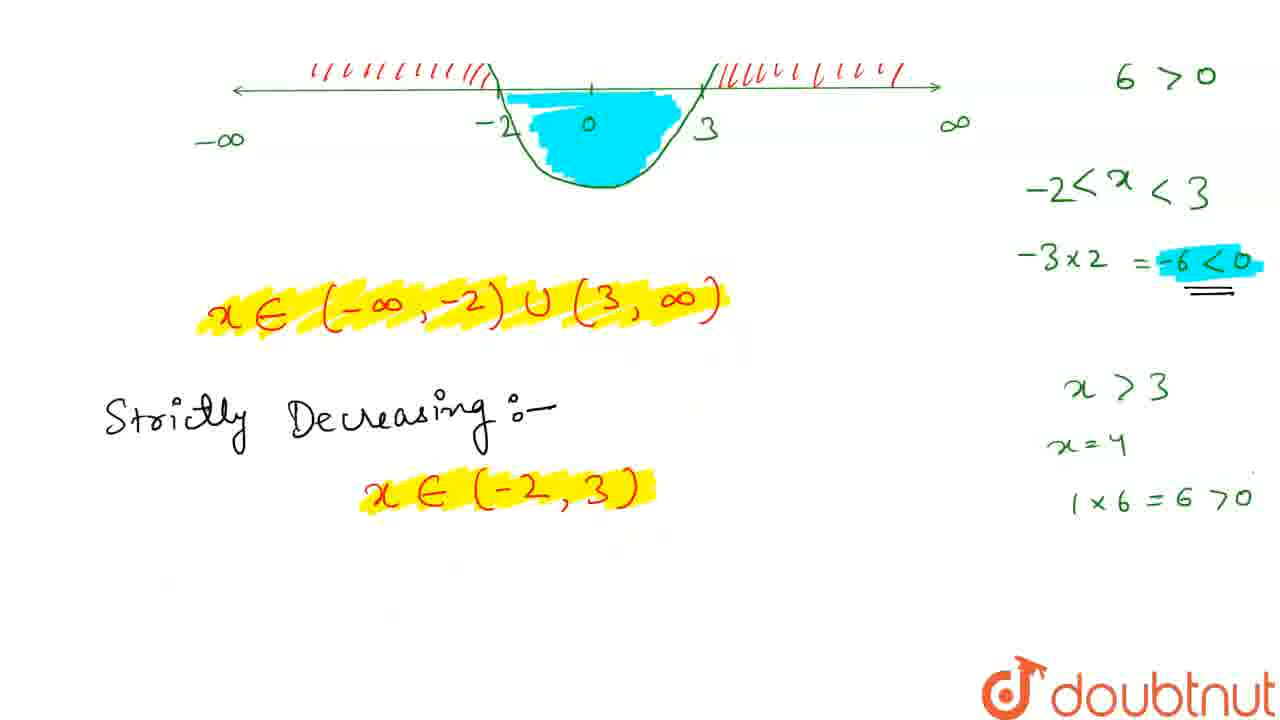 6 > 0
-∞ -2 0 3 ∞
-2 < x < 3
-3 × 2 = -6 < 0
x ∈ (-∞, -2) ∪ (3, ∞)
x > 3
Strictly Decreasing :-
x = 4
x ∈ (-2, 3)
1 × 6 = 6 > 0
doubtnut